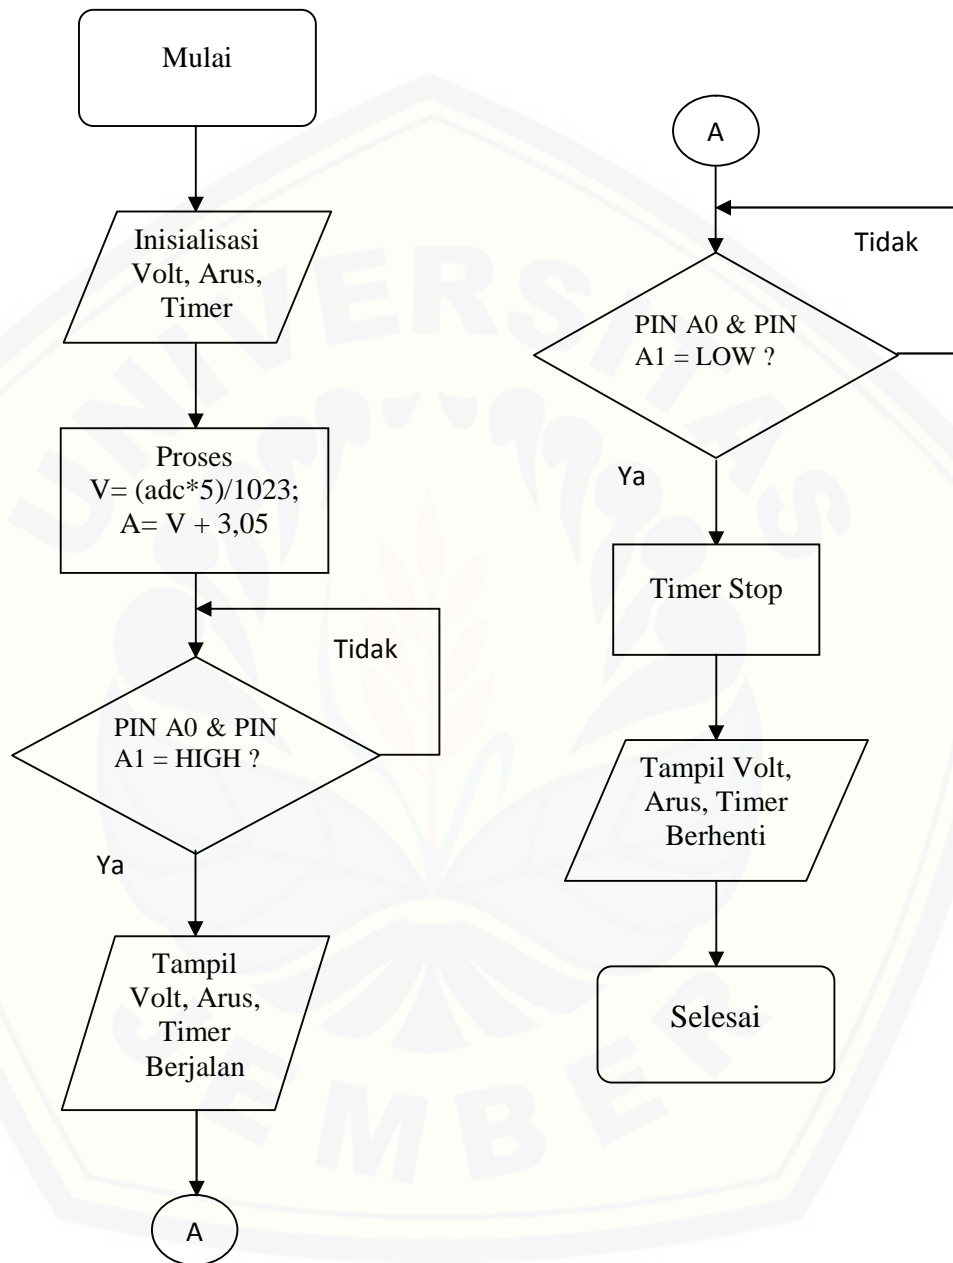 Mulai
Inisialisasi
Volt, Arus,
Timer
Proses
V= (adc*5)/1023;
A= V + 3,05
Tidak
PIN A0 & PIN
A1 = HIGH ?
Ya
Tampil
Volt, Arus,
Timer
Berjalan
A
A
Tidak
PIN A0 & PIN
A1 = LOW ?
Ya
Timer Stop
Tampil Volt,
Arus, Timer
Berhenti
Selesai
UNIVERSITAS
JEMBER